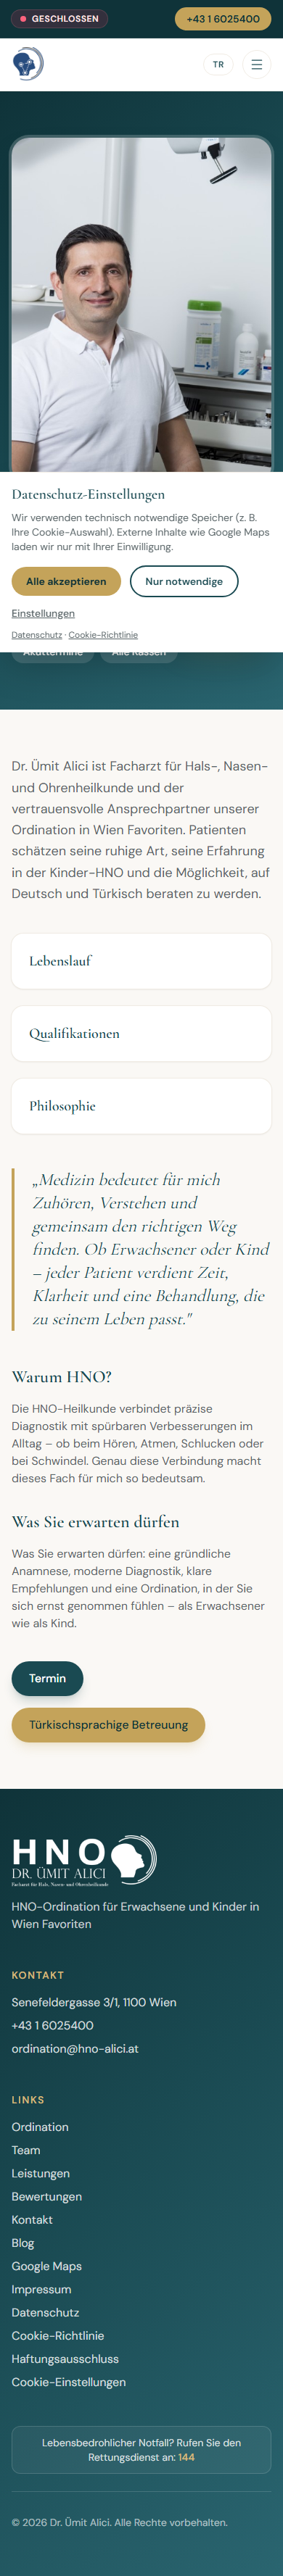 GESCHLOSSEN
+43 1 6025400
TR
Datenschutz-Einstellungen
Wir verwenden technisch notwendige Speicher (z. B.
Ihre Cookie-Auswahl). Externe Inhalte wie Google Maps
laden wir nur mit Ihrer Einwilligung.
Alle akzeptieren
Nur notwendige
Einstellungen
Datenschutz · Cookie-Richtlinie
Akuttermine
Alle Kassen
Dr. Ümit Alici ist Facharzt für Hals-, Nasen-
und Ohrenheilkunde und der
vertrauensvolle Ansprechpartner unserer
Ordination in Wien Favoriten. Patienten
schätzen seine ruhige Art, seine Erfahrung
in der Kinder-HNO und die Möglichkeit, auf
Deutsch und Türkisch beraten zu werden.
Lebenslauf
Qualifikationen
Philosophie
„Medizin bedeutet für mich
Zuhören, Verstehen und
gemeinsam den richtigen Weg
finden. Ob Erwachsener oder Kind
– jeder Patient verdient Zeit,
Klarheit und eine Behandlung, die
zu seinem Leben passt."
Warum HNO?
Die HNO-Heilkunde verbindet präzise
Diagnostik mit spürbaren Verbesserungen im
Alltag – ob beim Hören, Atmen, Schlucken oder
bei Schwindel. Genau diese Verbindung macht
dieses Fach für mich so bedeutsam.
Was Sie erwarten dürfen
Was Sie erwarten dürfen: eine gründliche
Anamnese, moderne Diagnostik, klare
Empfehlungen und eine Ordination, in der Sie
sich ernst genommen fühlen – als Erwachsener
wie als Kind.
Termin
Türkischsprachige Betreuung
HNO
DR. ÜMIT ALICI
Facharzt für Hals, Nasen- und Ohrenheilkunde
HNO-Ordination für Erwachsene und Kinder in
Wien Favoriten
KONTAKT
Senefeldergasse 3/1, 1100 Wien
+43 1 6025400
ordination@hno-alici.at
LINKS
Ordination
Team
Leistungen
Bewertungen
Kontakt
Blog
Google Maps
Impressum
Datenschutz
Cookie-Richtlinie
Haftungsausschluss
Cookie-Einstellungen
Lebensbedrohlicher Notfall? Rufen Sie den
Rettungsdienst an: 144
© 2026 Dr. Ümit Alici. Alle Rechte vorbehalten.